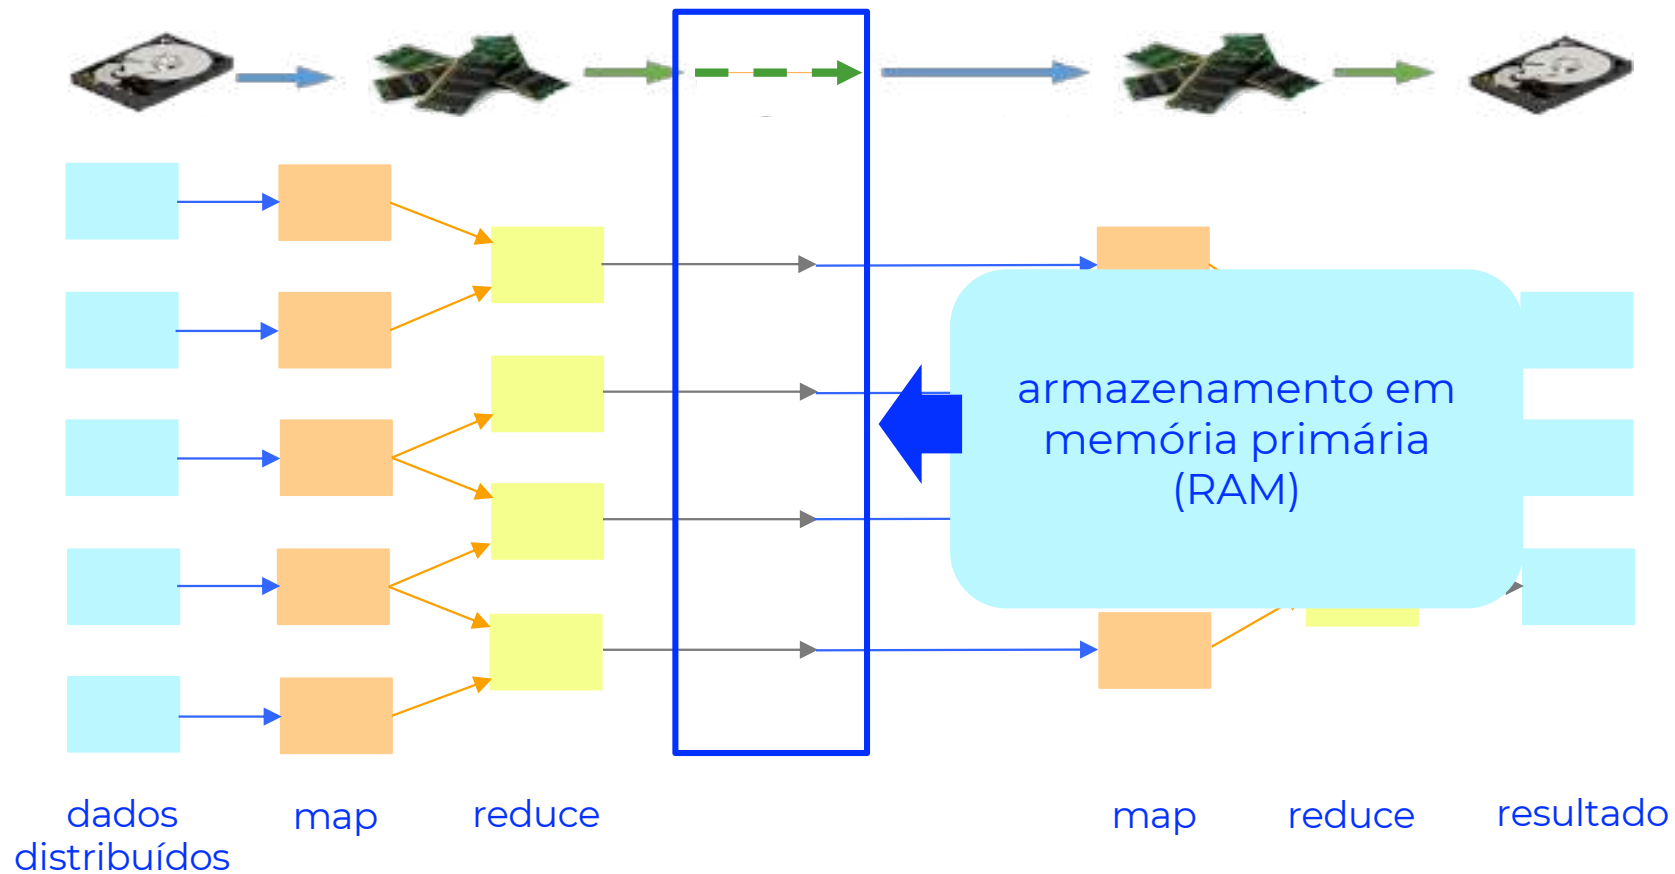 armazenamento em
memória primária
(RAM)
dados
distribuídos
map
reduce
map
reduce
resultado